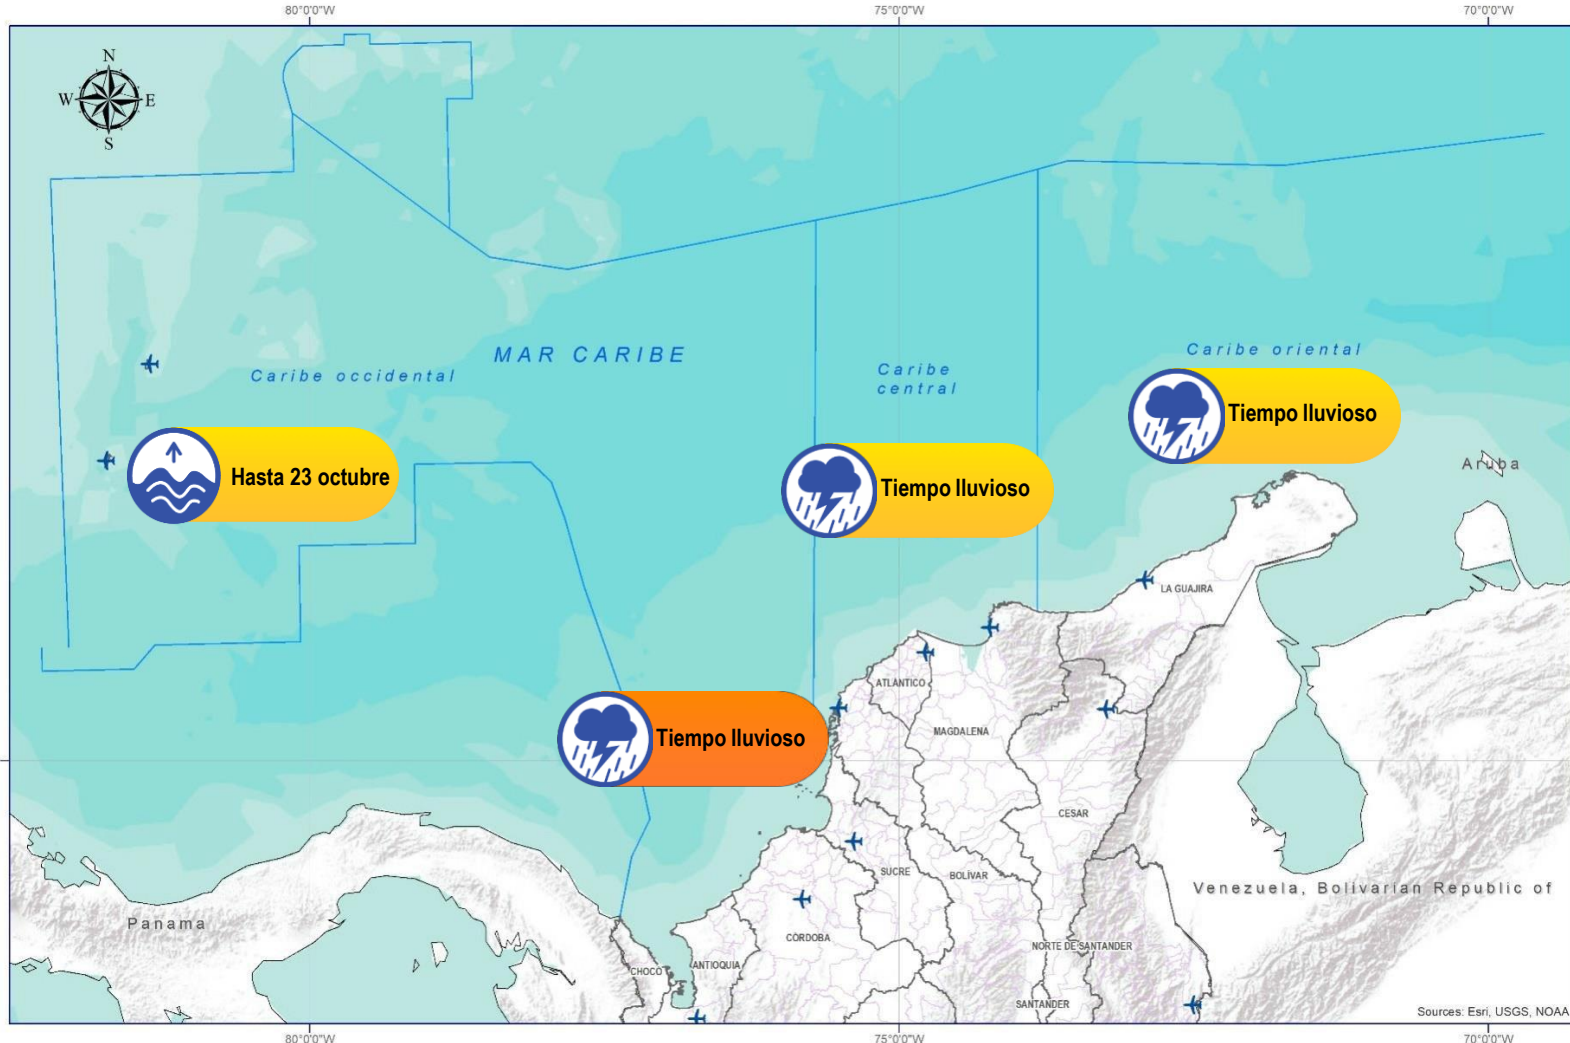 80°0'0"W
75°0'0"W
70°0'0"W
N
W
E
S
MAR CARIBE
Caribe occidental
Caribe
central
Caribe oriental
Tiempo lluvioso
Hasta 23 octubre
Tiempo lluvioso
Aruba
LA GUAJIRA
ATLANTICO
Tiempo lluvioso
MAGDALENA
CESAR
SUCRE
BOLÍVAR
Venezuela, Bolivarian Republic of
Panama
CÓRDOBA
NORTE DE SANTANDER
CHOCO
ANTIOQUIA
SANTANDER
Sources: Esri, USGS, NOAA
80°0'0"W
75°0'0"W
70°0'0"W